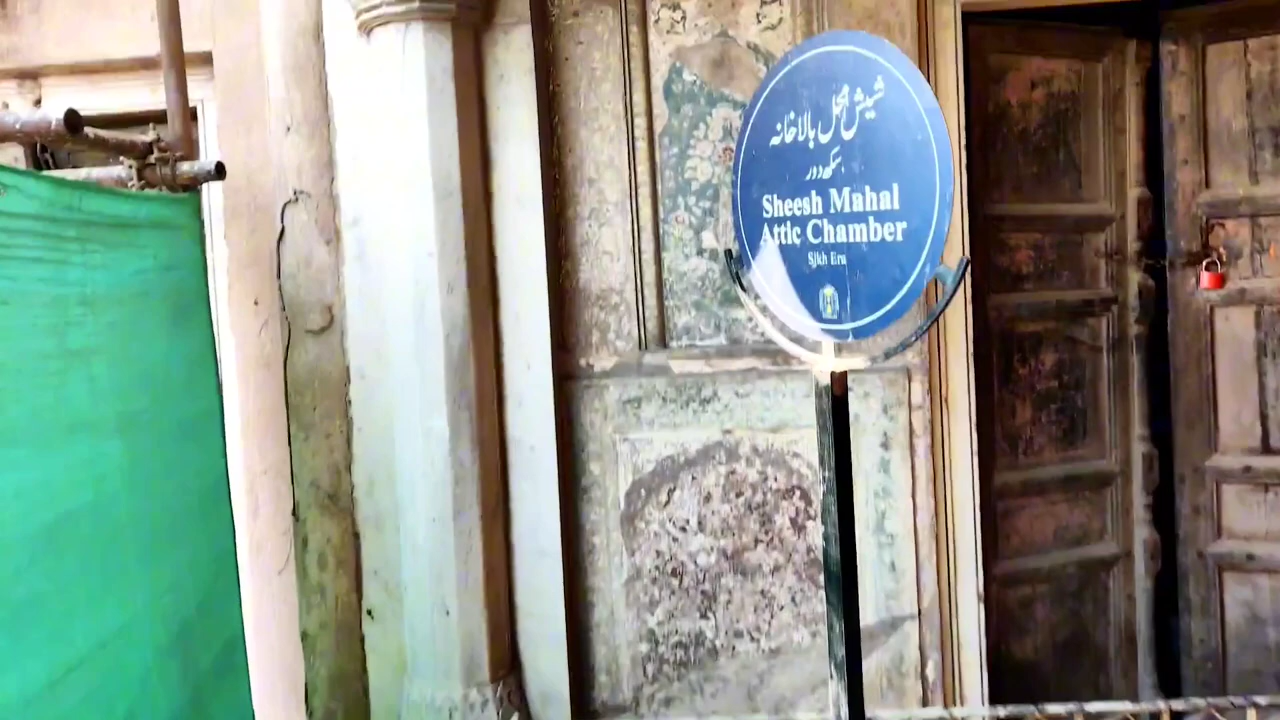 شیش محل بالاخانہ
سکھ دور
Sheesh Mahal
Attic Chamber
Sikh Era